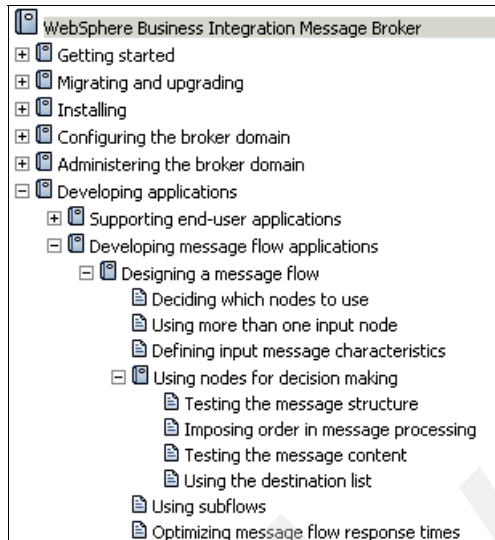 WebSphere Business Integration Message Broker
Getting started
Migrating and upgrading
Installing
Configuring the broker domain
Administering the broker domain
Developing applications
Supporting end-user applications
Developing message flow applications
Designing a message flow
Deciding which nodes to use
Using more than one input node
Defining input message characteristics
Using nodes for decision making
Testing the message structure
Imposing order in message processing
Testing the message content
Using the destination list
Using subflows
Optimizing message flow response times